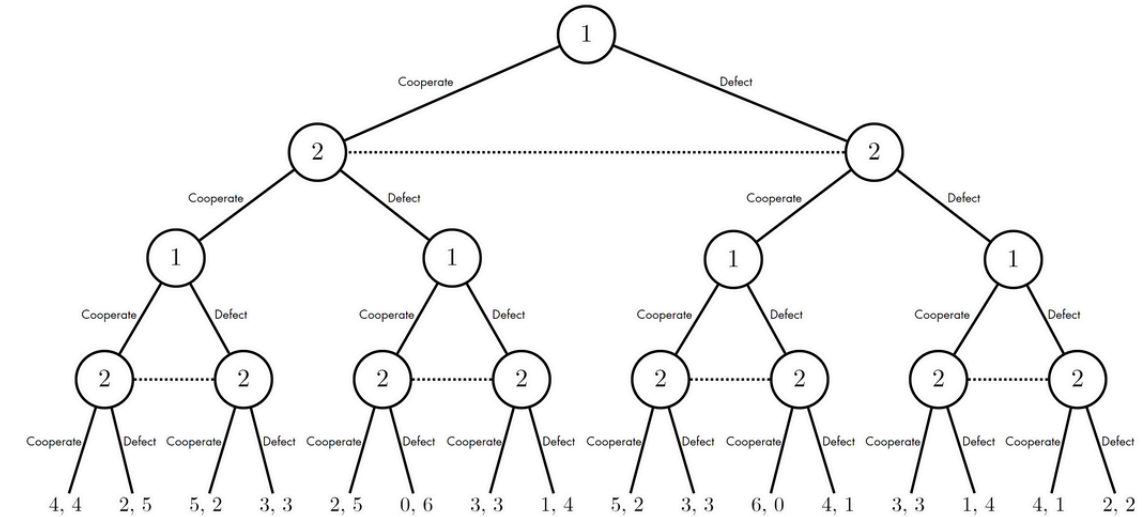 1
Cooperate Defect
2 2
Cooperate Defect Cooperate Defect
1 1 1 1
Cooperate Defect Cooperate Defect Cooperate Defect Cooperate Defect
2 2 2 2 2 2 2 2
Cooperate Defect Cooperate Defect Cooperate Defect Cooperate Defect Cooperate Defect Cooperate Defect Cooperate Defect Cooperate Defect
4, 4 2, 5 5, 2 3, 3 2, 5 0, 6 3, 3 1, 4 5, 2 3, 3 6, 0 4, 1 3, 3 1, 4 4, 1 2, 2